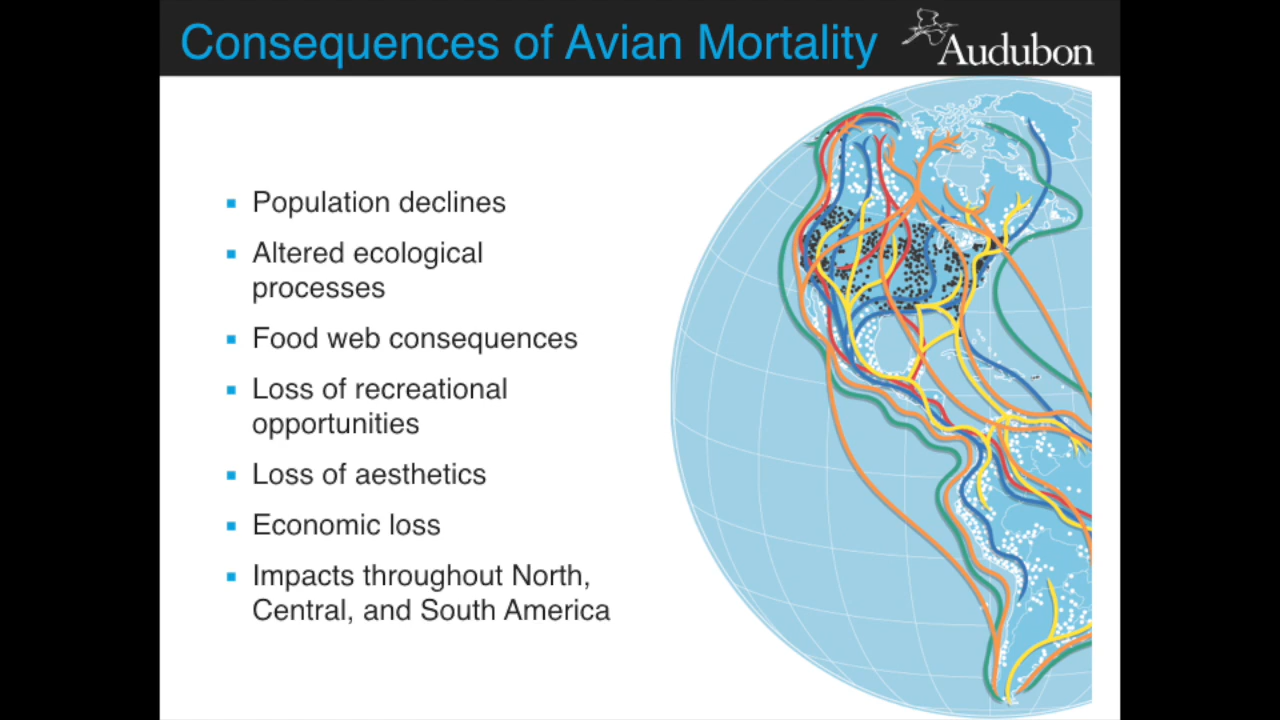 Consequences of Avian Mortality
Audubon
Population declines
Altered ecological
processes
Food web consequences
Loss of recreational
opportunities
Loss of aesthetics
Economic loss
Impacts throughout North,
Central, and South America